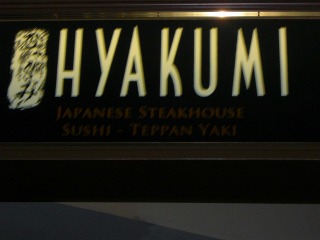 HYAKUMI
JAPANESE STEAKHOUSE
SUSHI - TEPPAN YAKI